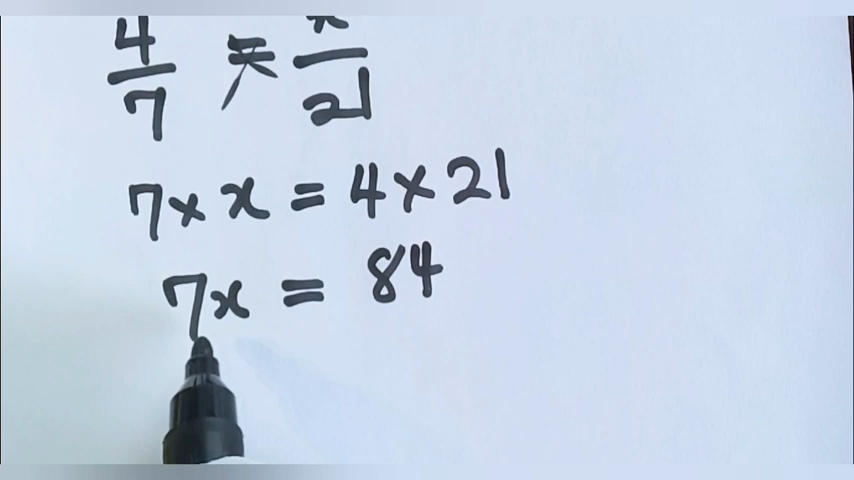 4/7 = x/21
7 × x = 4 × 21
7x = 84